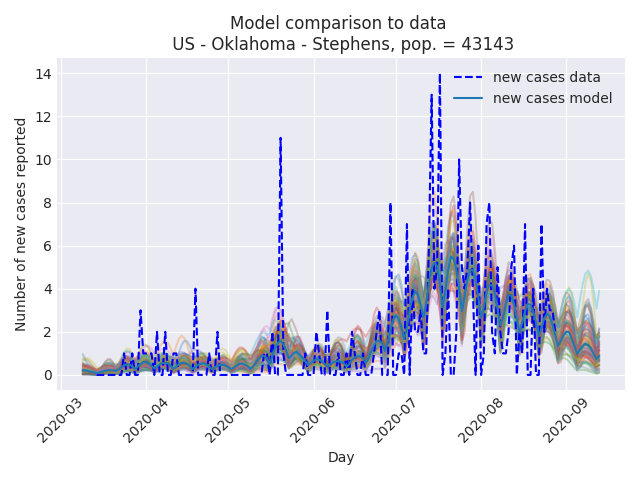 Model comparison to data
US - Oklahoma - Stephens, pop. = 43143
new cases data
new cases model
Number of new cases reported
14
12
10
8
6
4
2
0
2020-03
2020-04
2020-05
2020-06
2020-07
2020-08
2020-09
Day